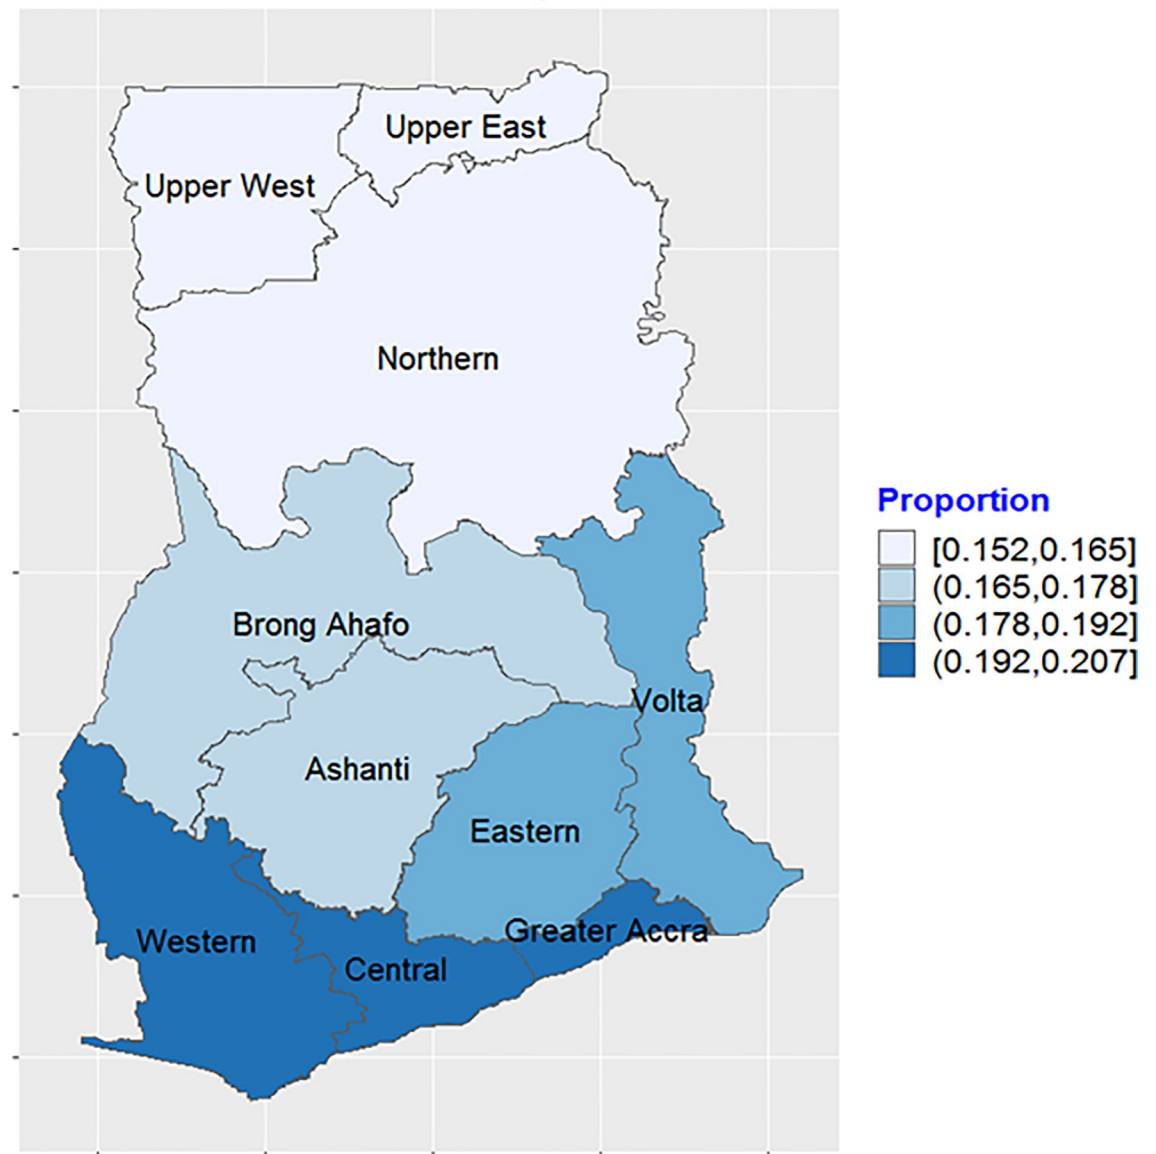 Upper East
Upper West
Northern
Brong Ahafo
Volta
Ashanti
Eastern
Greater Accra
Western
Central
Proportion
[0.152,0.165]
(0.165,0.178]
(0.178,0.192]
(0.192,0.207]